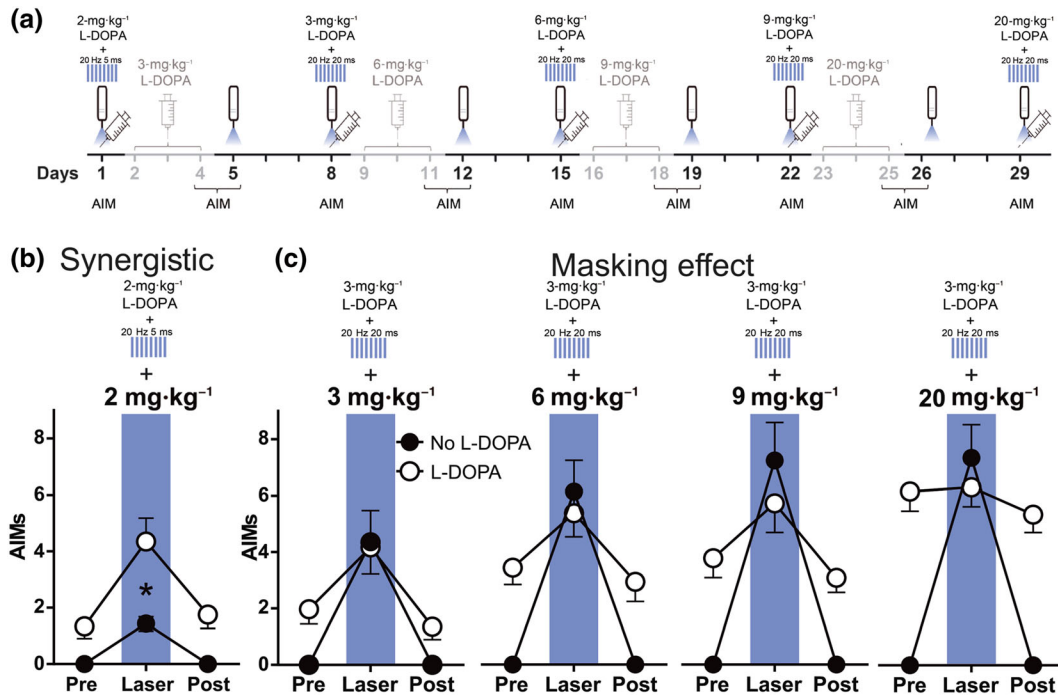 (a)
2-mg·kg⁻¹
L-DOPA
+
20 Hz 5 ms
3-mg·kg⁻¹
L-DOPA
3-mg·kg⁻¹
L-DOPA
+
20 Hz 20 ms
6-mg·kg⁻¹
L-DOPA
6-mg·kg⁻¹
L-DOPA
+
20 Hz 20 ms
9-mg·kg⁻¹
L-DOPA
9-mg·kg⁻¹
L-DOPA
+
20 Hz 20 ms
20-mg·kg⁻¹
L-DOPA
20-mg·kg⁻¹
L-DOPA
+
20 Hz 20 ms
Days 1 2 4 5 8 9 11 12 15 16 18 19 22 23 25 26 29
AIM AIM AIM AIM AIM AIM AIM AIM AIM
(b) Synergistic
2-mg·kg⁻¹
L-DOPA
+
20 Hz 5 ms
+
2 mg·kg⁻¹
AIMs
8
6
4
2
0
*
Pre Laser Post
(c) Masking effect
3-mg·kg⁻¹
L-DOPA
+
20 Hz 20 ms
+
3 mg·kg⁻¹
No L-DOPA
L-DOPA
AIMs
8
6
4
2
0
Pre Laser Post
3-mg·kg⁻¹
L-DOPA
+
20 Hz 20 ms
+
6 mg·kg⁻¹
Pre Laser Post
3-mg·kg⁻¹
L-DOPA
+
20 Hz 20 ms
+
9 mg·kg⁻¹
Pre Laser Post
3-mg·kg⁻¹
L-DOPA
+
20 Hz 20 ms
+
20 mg·kg⁻¹
Pre Laser Post